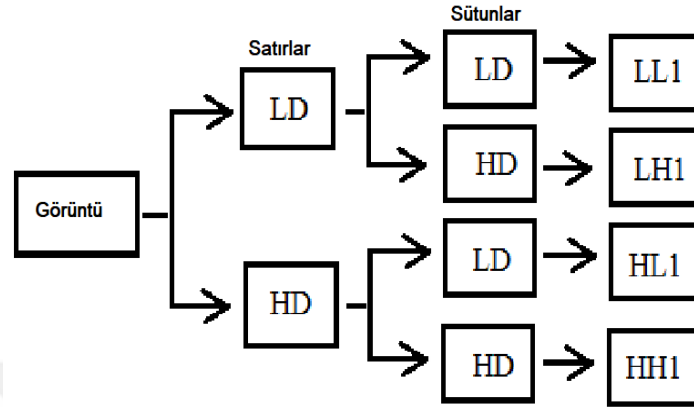 Satırlar
Sütunlar
Görüntü
LD
HD
LD
HD
LD
HD
LL1
LH1
HL1
HH1